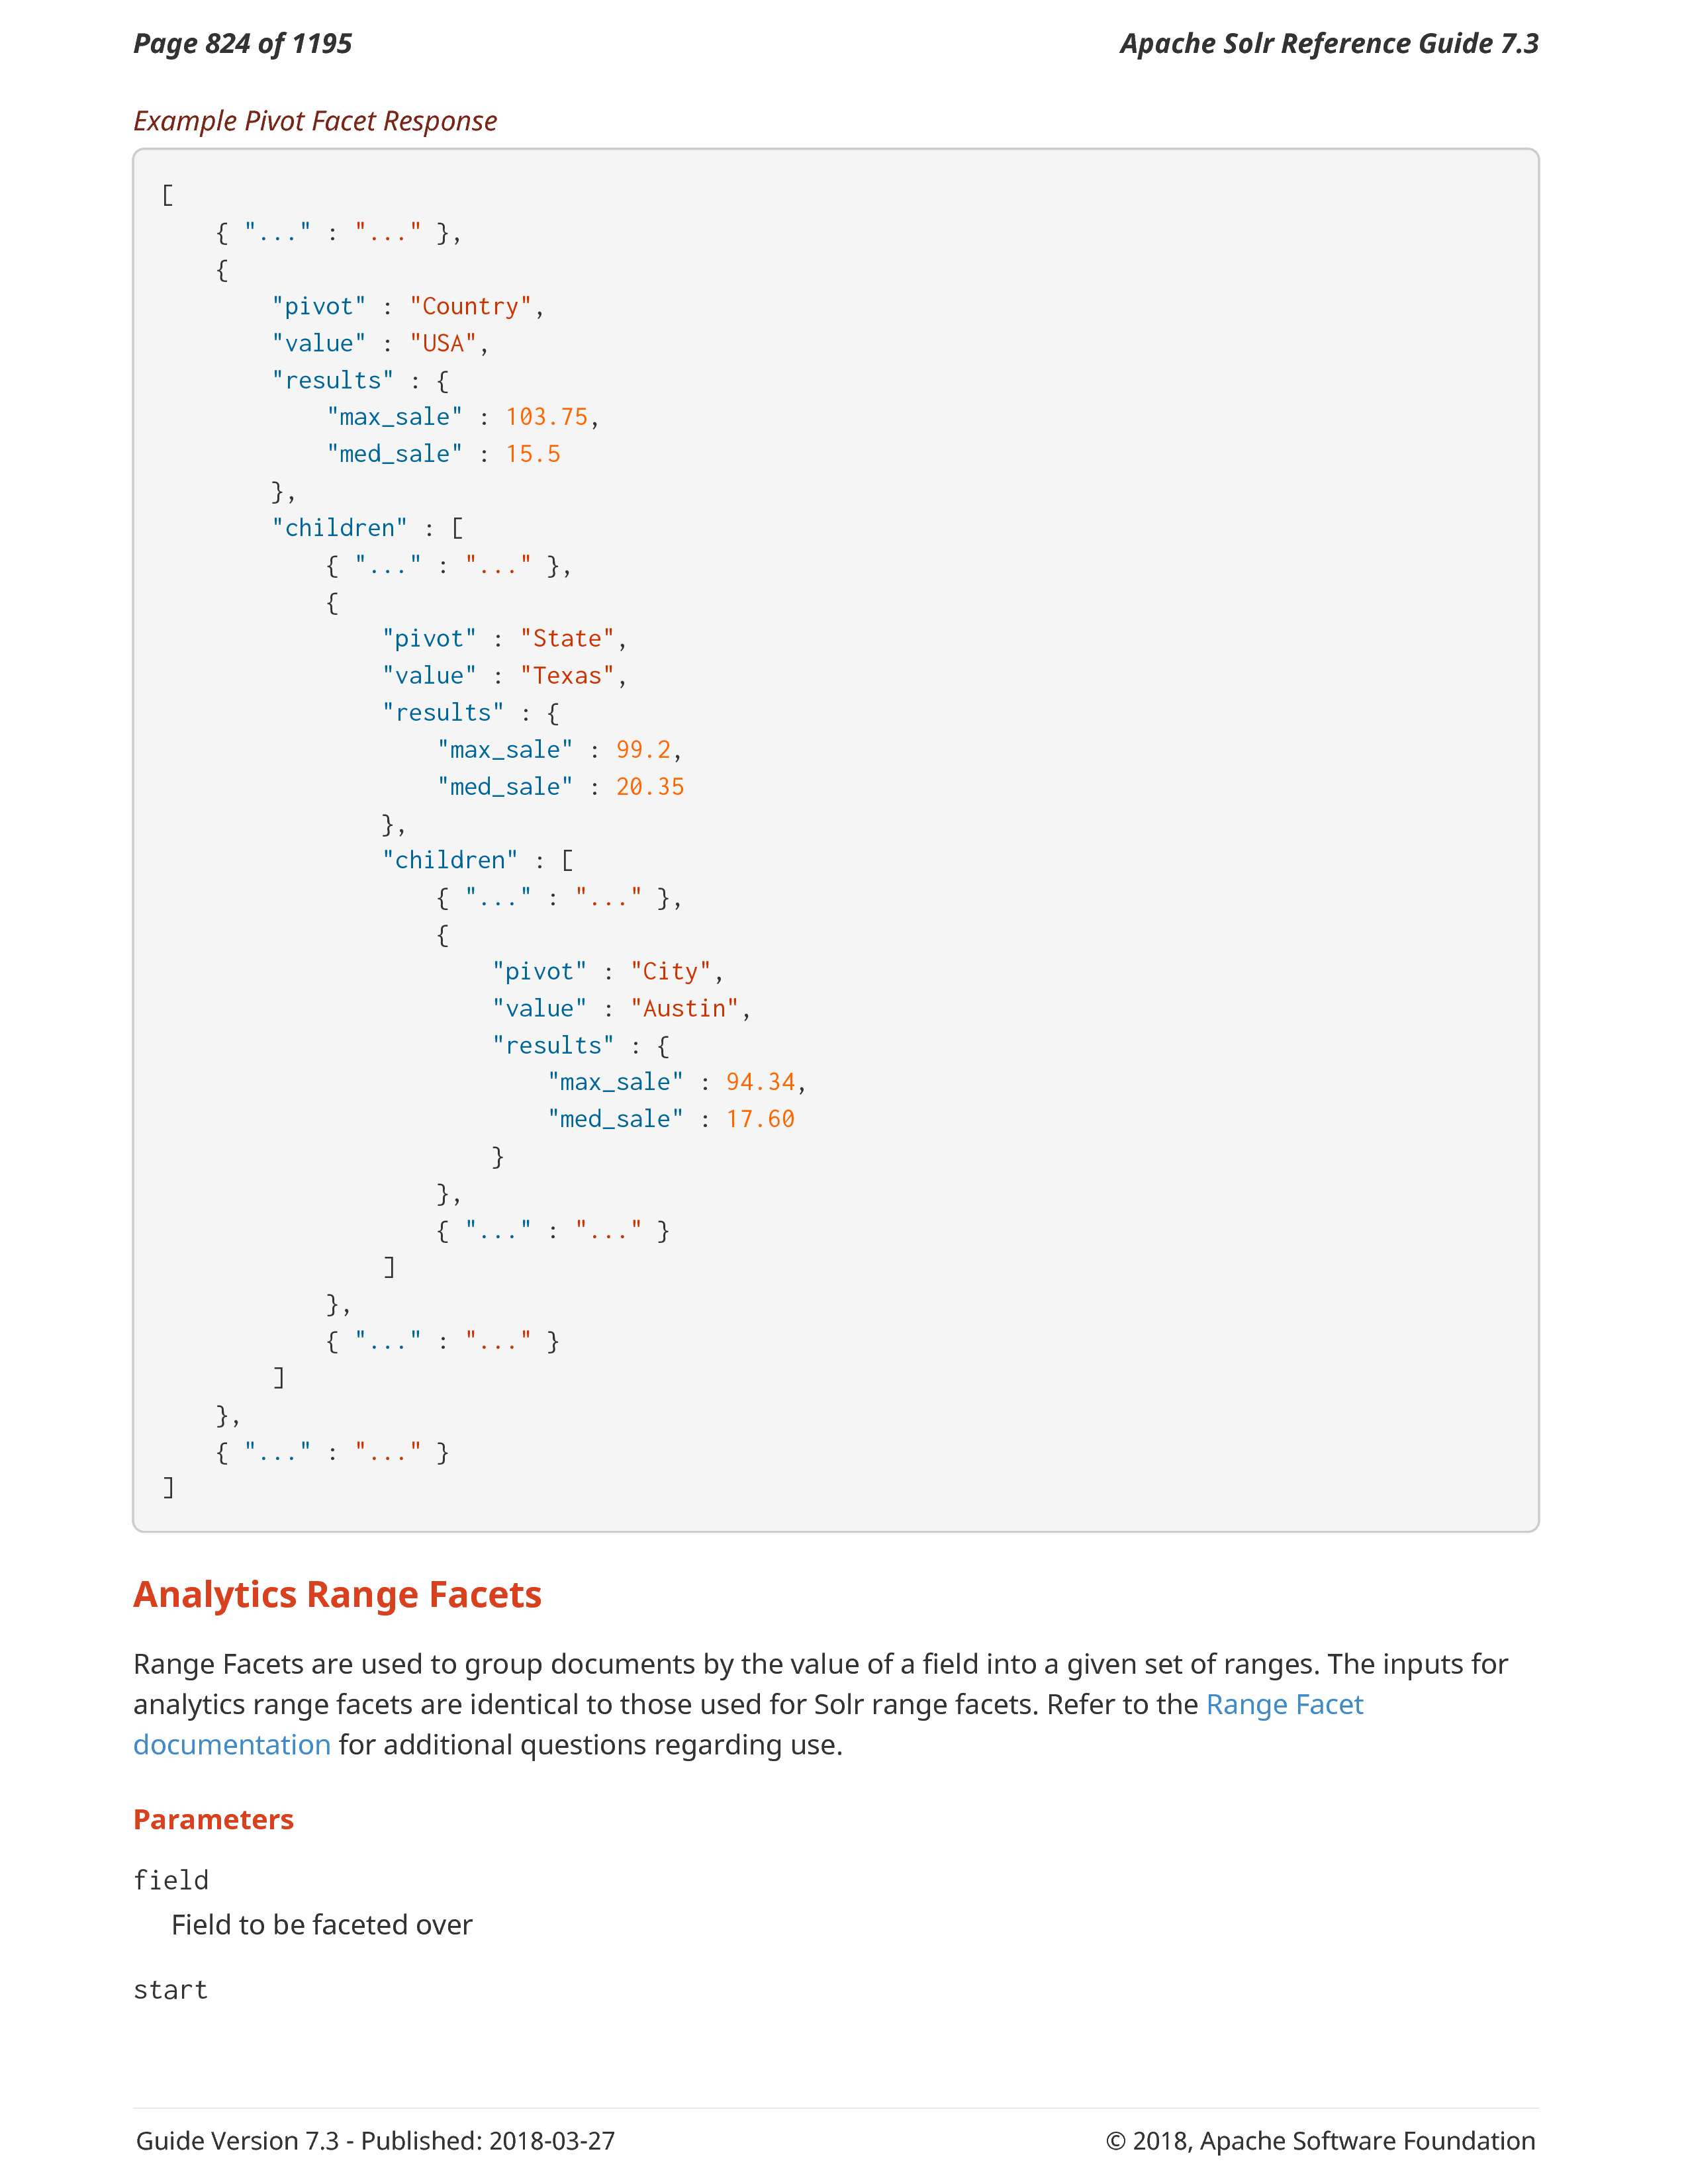 Page 824 of 1195
Apache Solr Reference Guide 7.3
Example Pivot Facet Response
[
    { "..." : "..." },
    {
        "pivot" : "Country",
        "value" : "USA",
        "results" : {
            "max_sale" : 103.75,
            "med_sale" : 15.5
        },
        "children" : [
            { "..." : "..." },
            {
                "pivot" : "State",
                "value" : "Texas",
                "results" : {
                    "max_sale" : 99.2,
                    "med_sale" : 20.35
                },
                "children" : [
                    { "..." : "..." },
                    {
                        "pivot" : "City",
                        "value" : "Austin",
                        "results" : {
                            "max_sale" : 94.34,
                            "med_sale" : 17.60
                        }
                    },
                    { "..." : "..." }
                ]
            },
            { "..." : "..." }
        ]
    },
    { "..." : "..." }
]
Analytics Range Facets
Range Facets are used to group documents by the value of a field into a given set of ranges. The inputs for
analytics range facets are identical to those used for Solr range facets. Refer to the Range Facet
documentation for additional questions regarding use.
Parameters
field
Field to be faceted over
start
Guide Version 7.3 - Published: 2018-03-27
© 2018, Apache Software Foundation